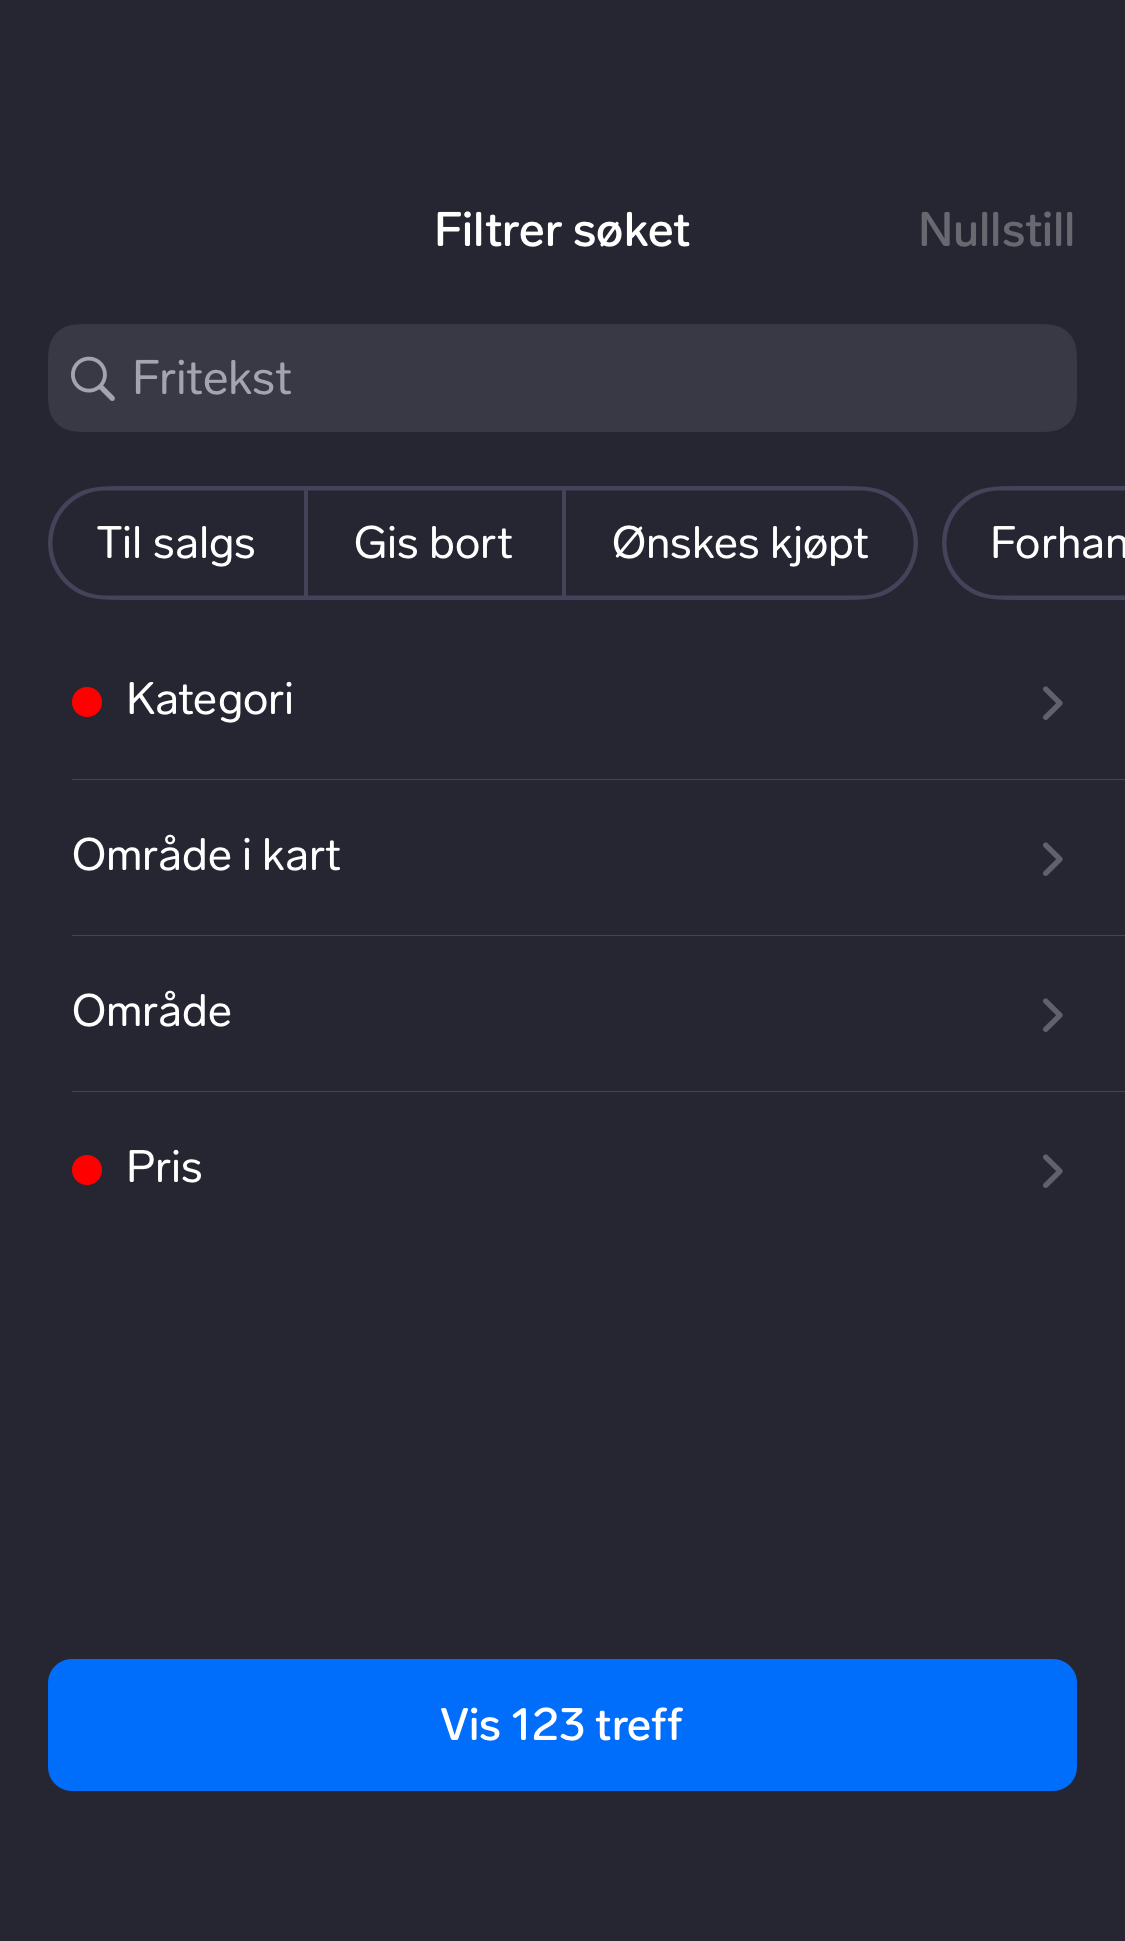 Filtrer søket
Nullstill
Fritekst
Til salgs
Gis bort
Ønskes kjøpt
Forhan
Kategori
Område i kart
Område
Pris
Vis 123 treff